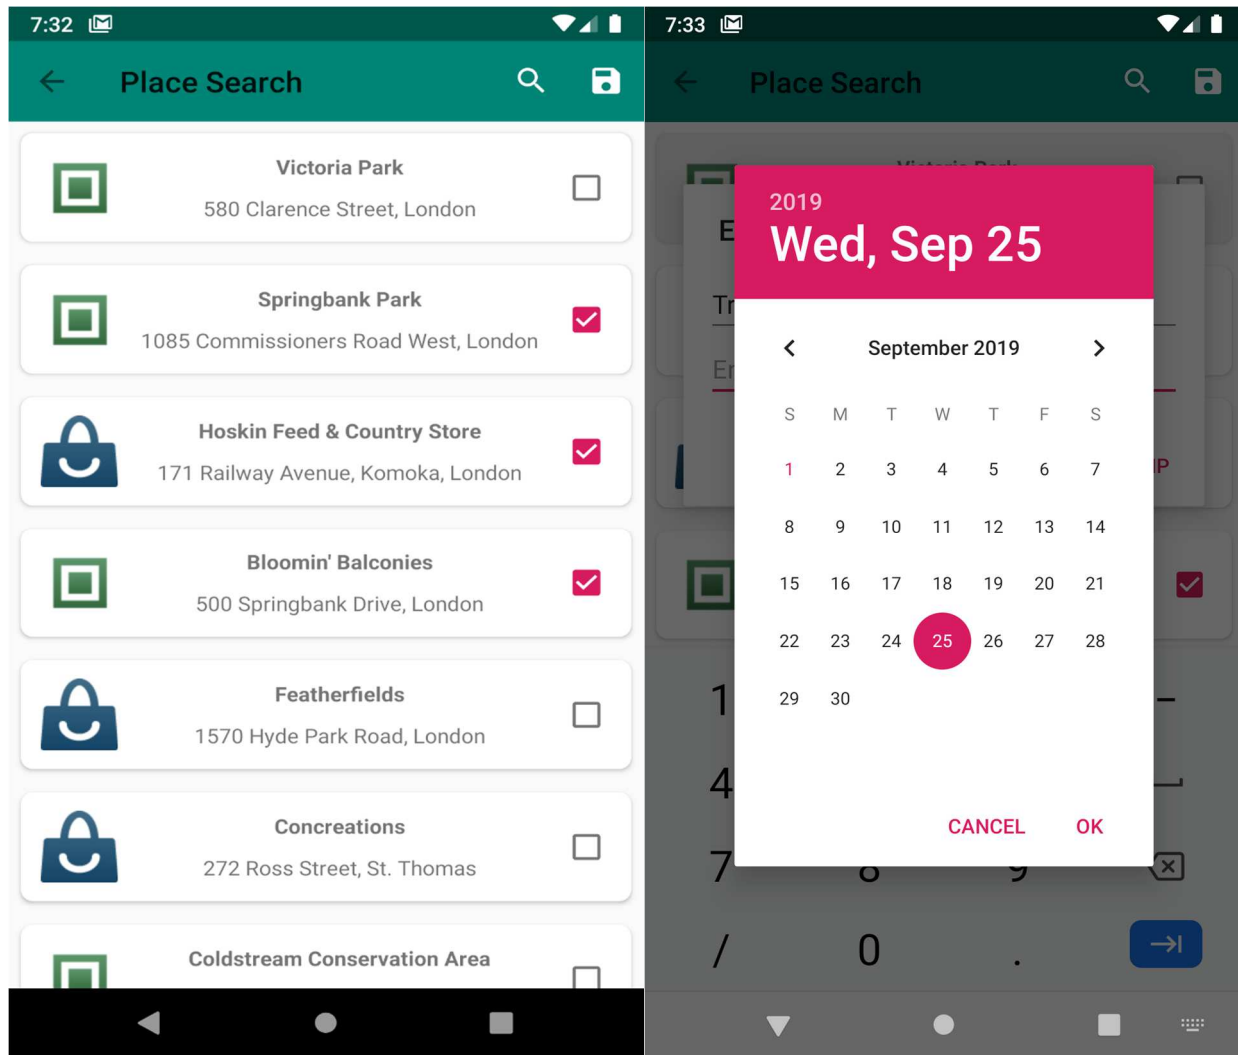 7:32
Place Search
Victoria Park
580 Clarence Street, London
Springbank Park
1085 Commissioners Road West, London
Hoskin Feed & Country Store
171 Railway Avenue, Komoka, London
Bloomin' Balconies
500 Springbank Drive, London
Featherfields
1570 Hyde Park Road, London
Concreations
272 Ross Street, St. Thomas
Coldstream Conservation Area
7:33
Place Search
2019
Wed, Sep 25
September 2019
S M T W T F S
1 2 3 4 5 6 7
8 9 10 11 12 13 14
15 16 17 18 19 20 21
22 23 24 25 26 27 28
29 30
CANCEL OK
1 -
4
7 8 9
/ 0 .